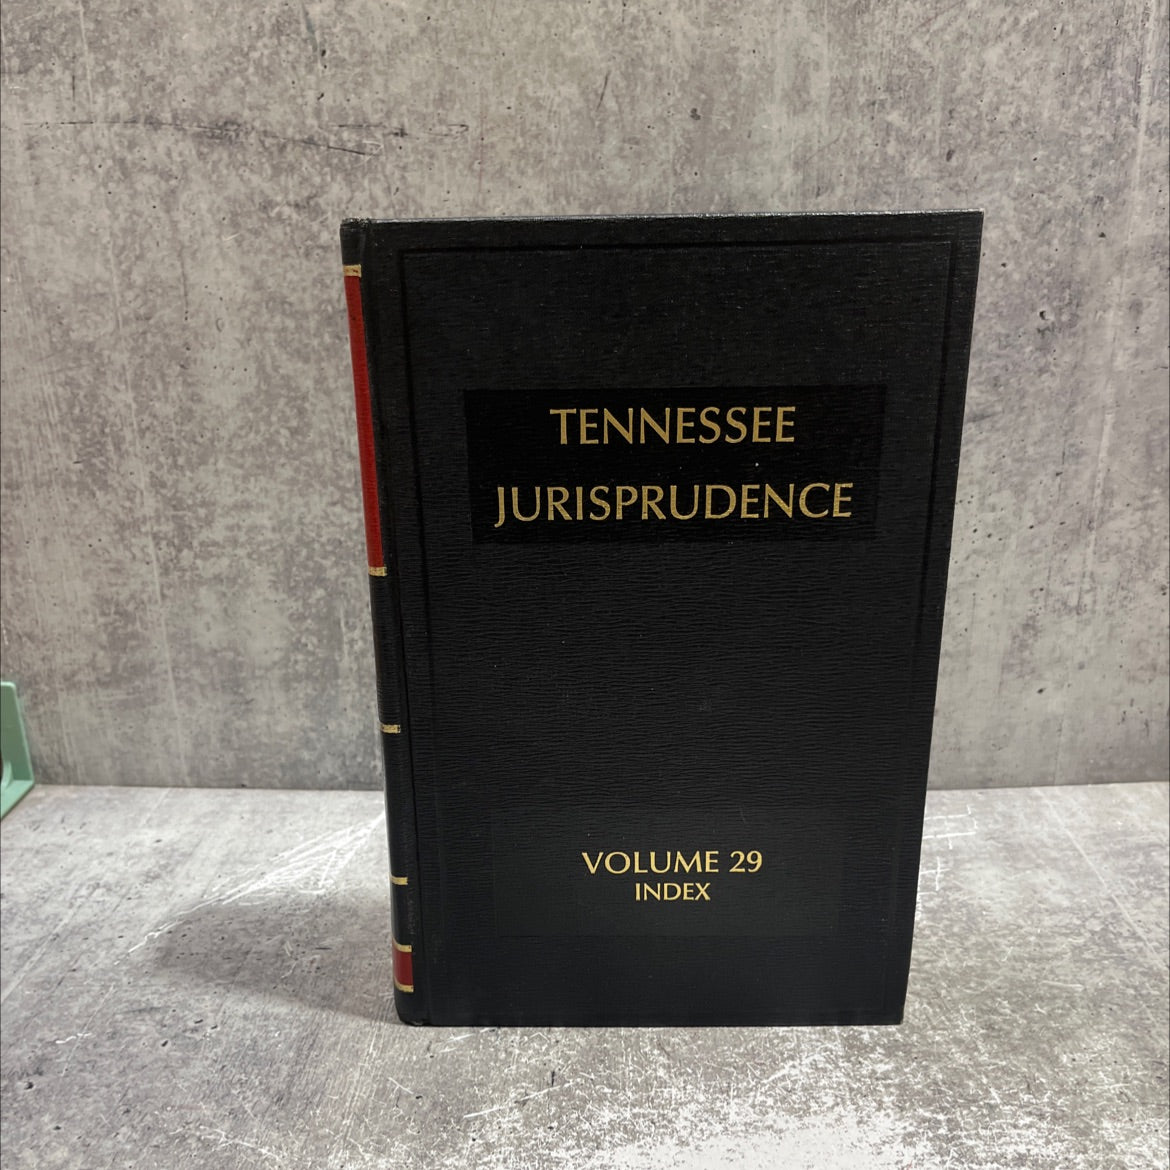 TENNESSEE
JURISPRUDENCE
VOLUME 29
INDEX